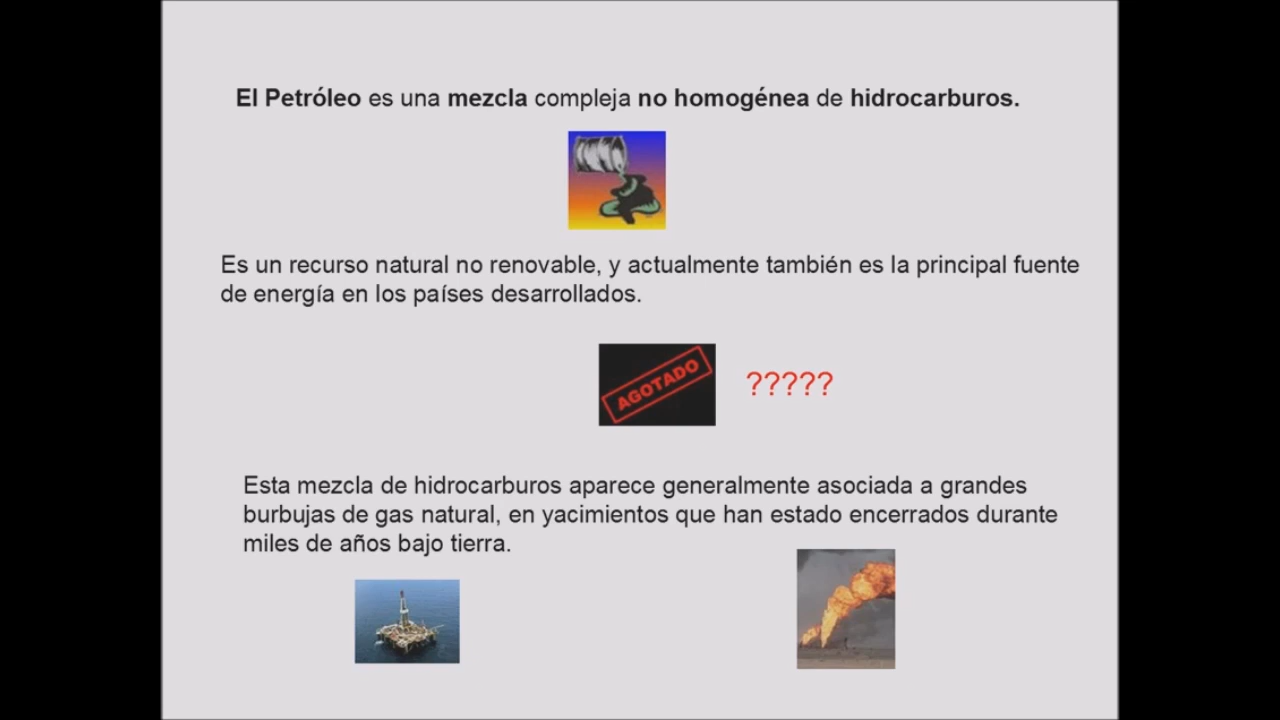 El Petróleo es una mezcla compleja no homogénea de hidrocarburos.
Es un recurso natural no renovable, y actualmente también es la principal fuente
de energía en los países desarrollados.
AGOTADO
?????
Esta mezcla de hidrocarburos aparece generalmente asociada a grandes
burbujas de gas natural, en yacimientos que han estado encerrados durante
miles de años bajo tierra.